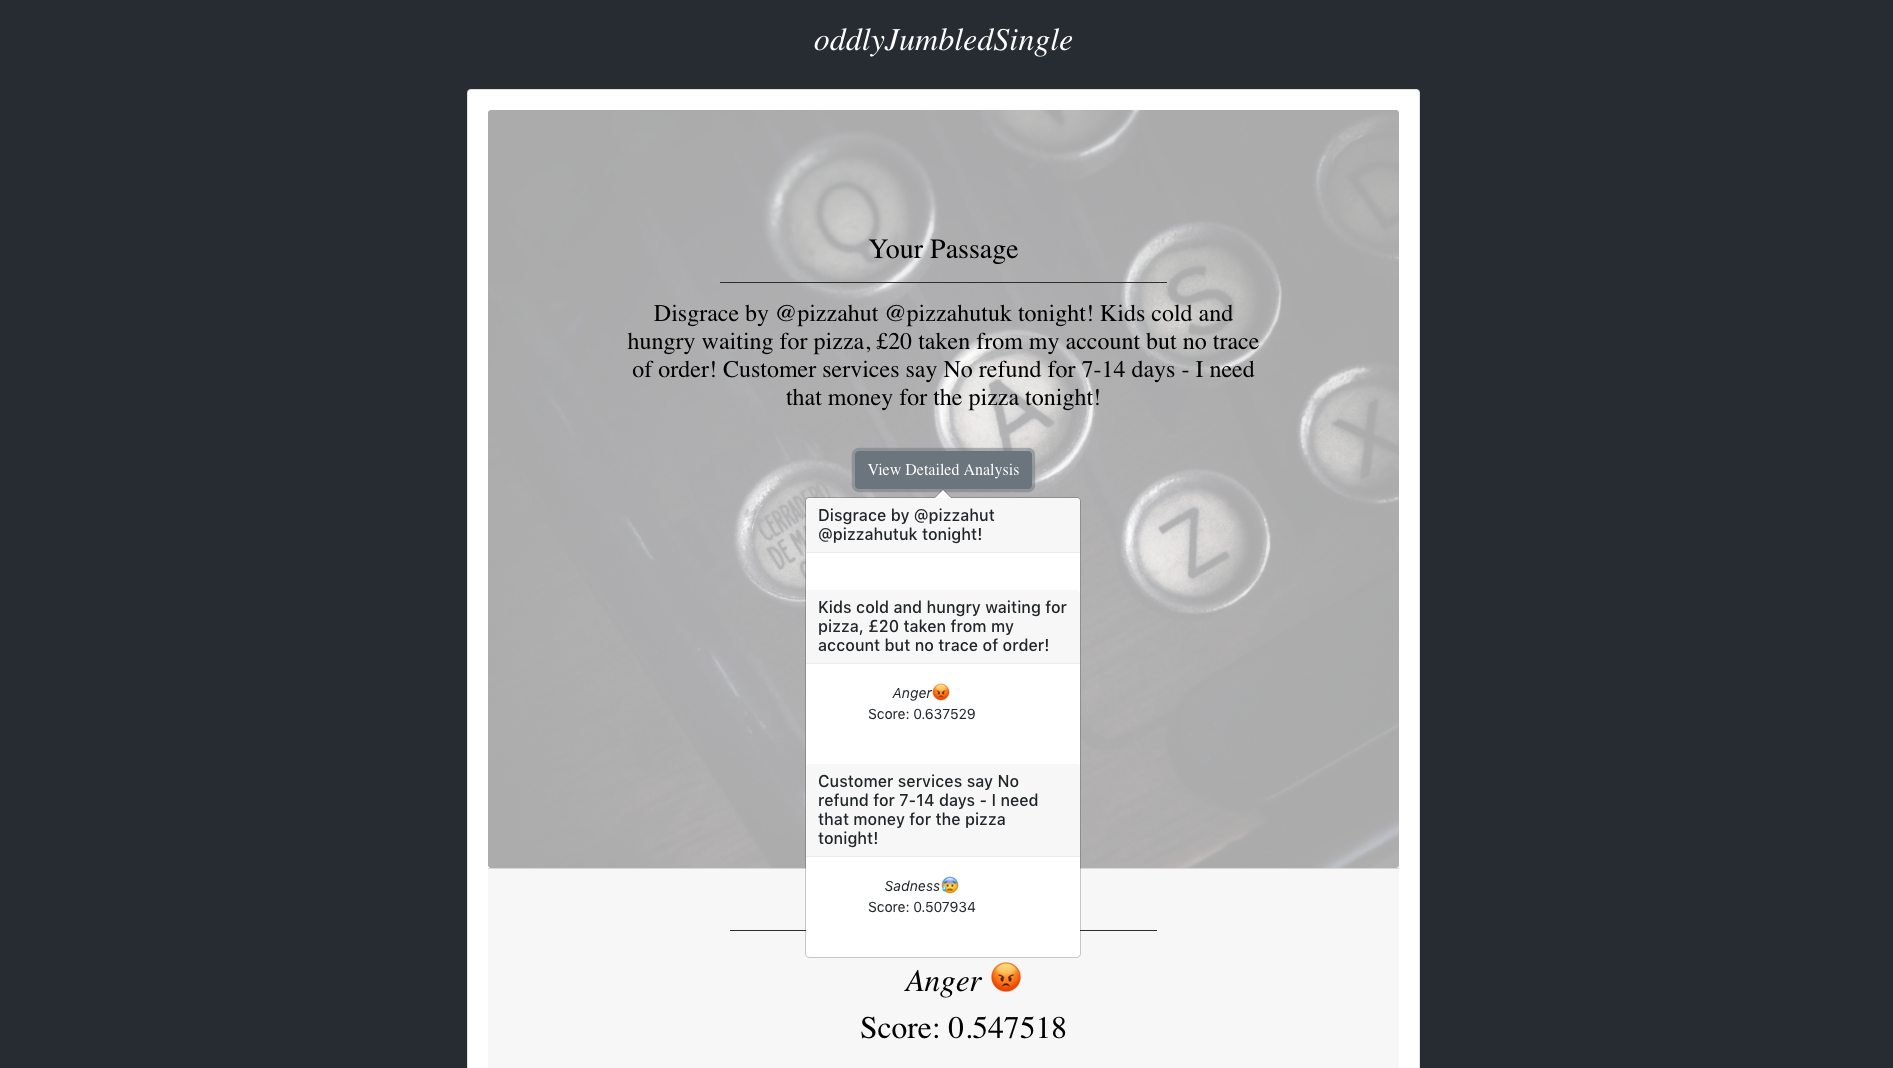 oddlyJumbledSingle
Your Passage
Disgrace by @pizzahut @pizzahutuk tonight! Kids cold and
hungry waiting for pizza, £20 taken from my account but no trace
of order! Customer services say No refund for 7-14 days - I need
that money for the pizza tonight!
View Detailed Analysis
Disgrace by @pizzahut
@pizzahutuk tonight!
Kids cold and hungry waiting for
pizza, £20 taken from my
account but no trace of order!
Anger😡
Score: 0.637529
Customer services say No
refund for 7-14 days - I need
that money for the pizza
tonight!
Sadness😰
Score: 0.507934
Anger 😡
Score: 0.547518
Q
S
D
A
X
Z
CERRADERO
DE M